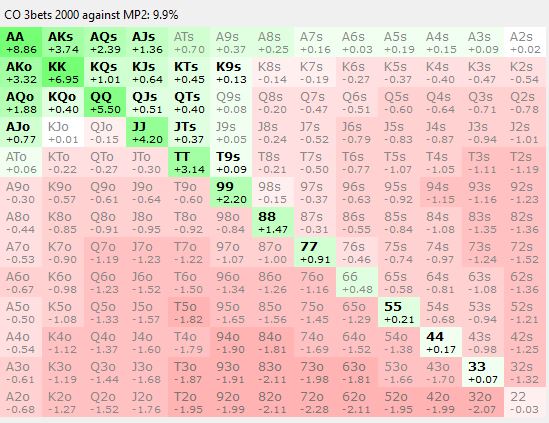 CO 3bets 2000 against MP2: 9.9%
AA AKs AQs AJs ATs A9s A8s A7s A6s A5s A4s A3s A2s
+8.86 +3.74 +2.39 +1.36 +0.70 +0.37 +0.25 +0.16 +0.03 +0.19 +0.15 +0.09 +0.02
AKo KK KQs KJs KTs K9s K8s K7s K6s K5s K4s K3s K2s
+3.32 +6.95 +1.01 +0.64 +0.45 +0.13 -0.14 -0.19 -0.27 -0.37 -0.40 -0.47 -0.54
AQo KQo QQ QJs QTs Q9s Q8s Q7s Q6s Q5s Q4s Q3s Q2s
+1.88 +0.40 +5.50 +0.51 +0.40 +0.08 -0.20 -0.47 -0.51 -0.60 -0.64 -0.71 -0.78
AJo KJo QJo JJ JTs J9s J8s J7s J6s J5s J4s J3s J2s
+0.77 +0.01 -0.15 +4.20 +0.37 +0.05 -0.24 -0.52 -0.79 -0.83 -0.87 -0.94 -1.01
ATo KTo QTo JTo TT T9s T8s T7s T6s T5s T4s T3s T2s
+0.06 -0.22 -0.27 -0.30 +3.14 +0.09 -0.21 -0.50 -0.77 -1.07 -1.05 -1.11 -1.19
A9o K9o Q9o J9o T9o 99 98s 97s 96s 95s 94s 93s 92s
-0.30 -0.57 -0.61 -0.64 -0.60 +2.20 -0.15 -0.37 -0.63 -0.92 -1.15 -1.16 -1.23
A8o K8o Q8o J8o T8o 98o 88 87s 86s 85s 84s 83s 82s
-0.44 -0.91 -0.91 -0.95 -0.92 -0.84 +1.47 -0.31 -0.55 -0.84 -1.08 -1.35 -1.36
A7o K7o Q7o J7o T7o 97o 87o 77 76s 75s 74s 73s 72s
-0.53 -0.90 -1.19 -1.23 -1.22 -1.07 -1.00 +0.91 -0.46 -0.74 -0.97 -1.24 -1.52
A6o K6o Q6o J6o T6o 96o 86o 76o 66 65s 64s 63s 62s
-0.67 -0.98 -1.23 -1.52 -1.50 -1.34 -1.26 -1.16 +0.48 -0.58 -0.81 -1.08 -1.36
A5o K5o Q5o J5o T5o 95o 85o 75o 65o 55 54s 53s 52s
-0.50 -1.08 -1.33 -1.57 -1.82 -1.65 -1.56 -1.45 -1.29 +0.21 -0.68 -0.94 -1.21
A4o K4o Q4o J4o T4o 94o 84o 74o 64o 54o 44 43s 42s
-0.54 -1.12 -1.37 -1.60 -1.79 -1.90 -1.81 -1.69 -1.52 -1.38 +0.17 -0.98 -1.25
A3o K3o Q3o J3o T3o 93o 83o 73o 63o 53o 43o 33 32s
-0.61 -1.19 -1.44 -1.68 -1.87 -1.91 -2.11 -1.98 -1.81 -1.66 -1.70 +0.07 -1.32
A2o K2o Q2o J2o T2o 92o 82o 72o 62o 52o 42o 32o 22
-0.68 -1.27 -1.52 -1.76 -1.95 -1.99 -2.11 -2.28 -2.11 -1.95 -1.99 -2.07 -0.03